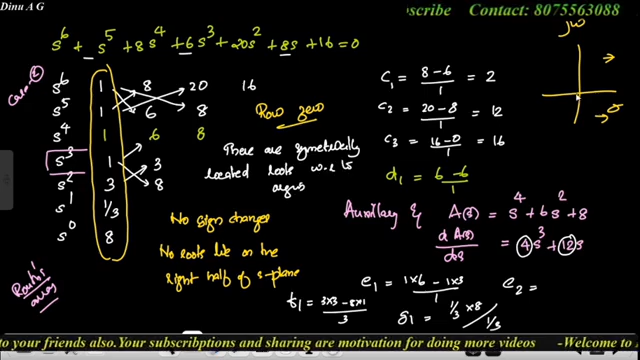 Dinu A G
Subscribe Contact: 8075563088
s⁶ + s⁵ + 8s⁴ + 6s³ + 20s² + 8s + 16 = 0
jω
σ
Case-2
s⁶ 1 8 20 16
s⁵ 1 6 8
s⁴ 1 6 8
s³ 1 3
s² 3 8
s¹ 1/3
s⁰ 8
Row zero
There are symmetrically
located roots w.r.to
origin
No sign changes
No roots lie on the
right half of s-plane
Routh's
array
c₁ = (8-6)/1 = 2
c₂ = (20-8)/1 = 12
c₃ = (16-0)/1 = 16
d₁ = (6-6)/1
Auxiliary Eq A(s) = s⁴ + 6s² + 8
dA(s)/ds = 4s³ + 12s
e₁ = (1×6 - 1×3)/1 e₂ =
f₁ = (3×3 - 8×1)/3 g₁ = (1/3 × 8)/(1/3)
to your friends also.Your subscribtions and sharing are motivation for doing more videos -Welcome to